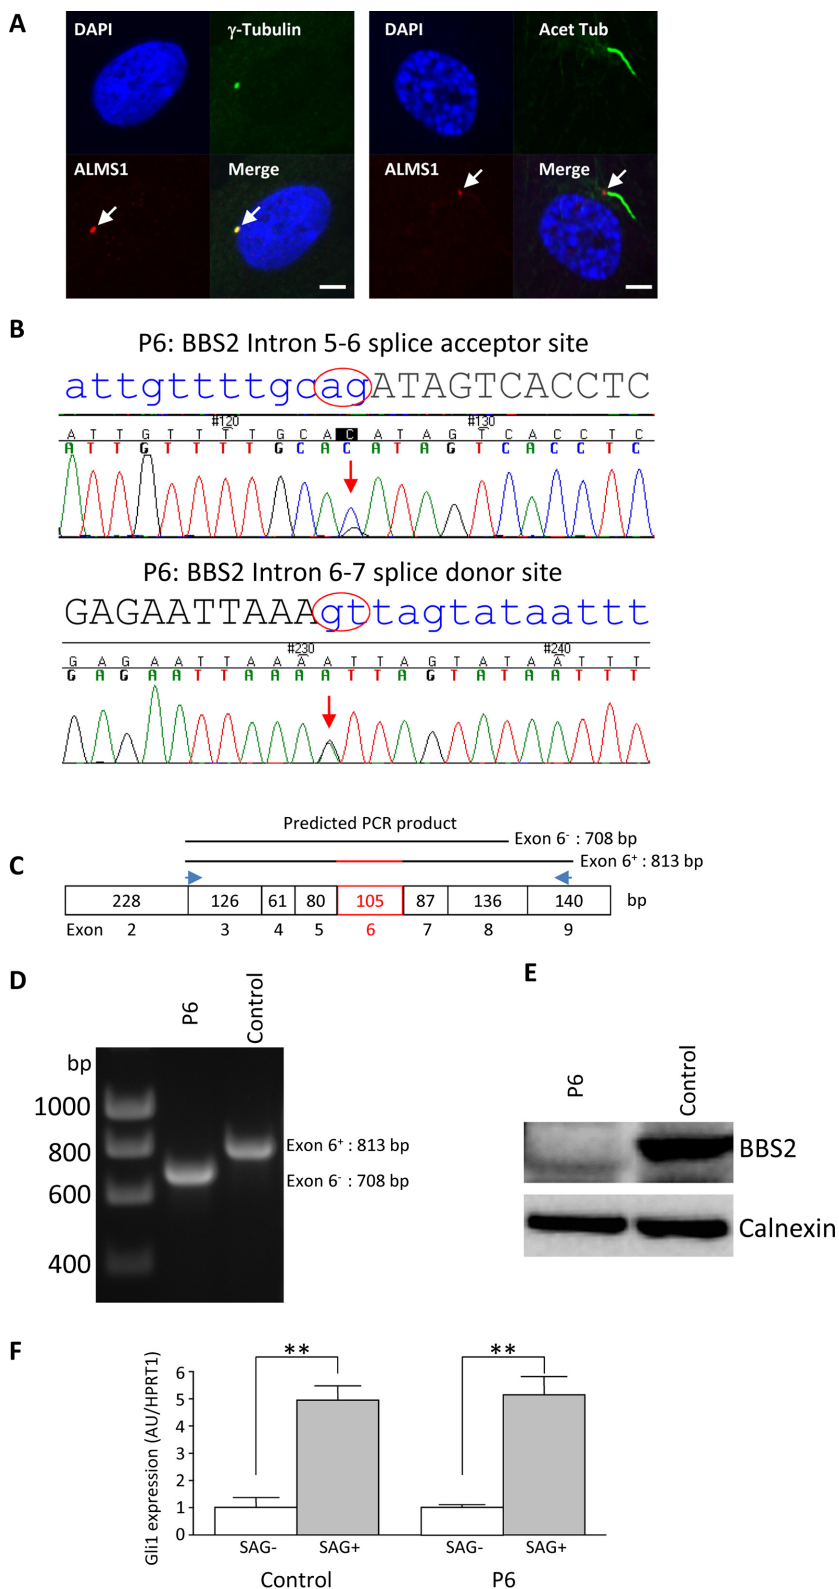 A
DAPI γ-Tubulin DAPI Acet Tub
ALMS1 Merge ALMS1 Merge
B
P6: BBS2 Intron 5-6 splice acceptor site
attgttttgcagATAGTCACCTC
#120 #130
A T T G T T T T G C A C A T A G T C A C C T C
A T T G T T T T G C A C A T A G T C A C C T C
P6: BBS2 Intron 6-7 splice donor site
GAGAATTAAAgttagtataattt
#230 #240
G A G A A T T A A A A T T A G T A T A A T T T
G A G A A T T A A A A T T A G T A T A A T T T
Predicted PCR product
Exon 6⁻ : 708 bp
Exon 6⁺ : 813 bp
C
228 126 61 80 105 87 136 140 bp
Exon 2 3 4 5 6 7 8 9
D
P6 Control
bp
1000
800
600
400
Exon 6⁺ : 813 bp
Exon 6⁻ : 708 bp
E
P6 Control
BBS2
Calnexin
F
Gli1 expression (AU/HPRT1)
6
5
4
3
2
1
0
** **
SAG- SAG+ SAG- SAG+
Control P6